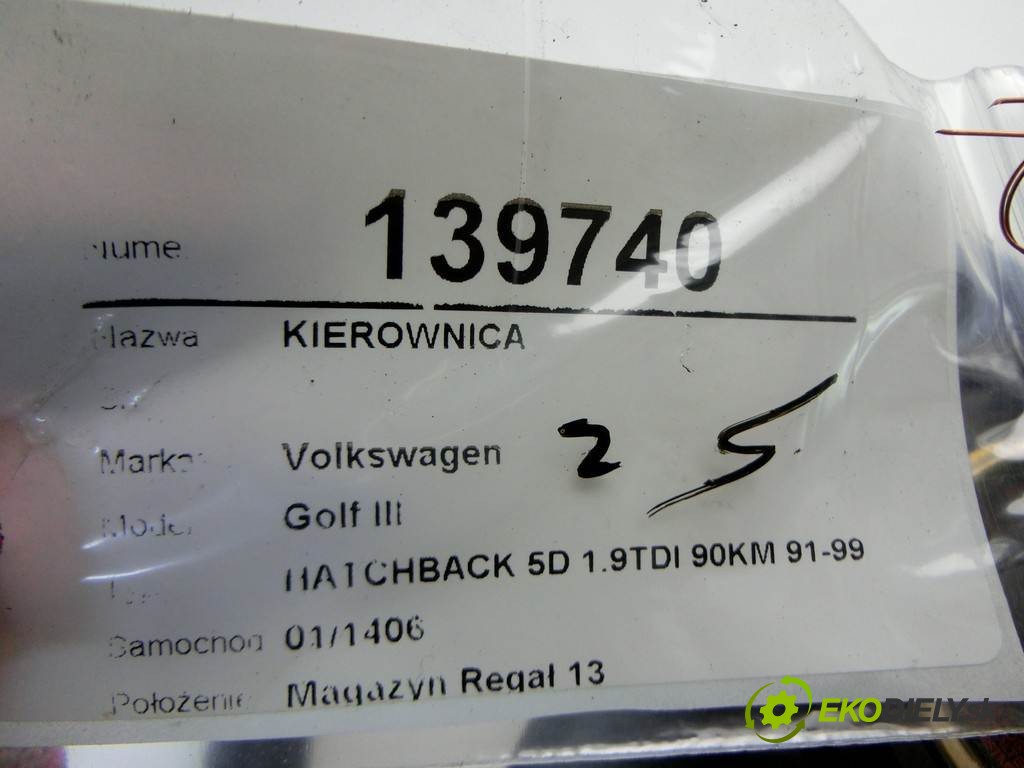 Nume 139740
Nazwa KIEROWNICA
Marka Volkswagen 2 5
Model Golf III
HATCHBACK 5D 1.9TDI 90KM 91-99
Samochód 01/1406
Położenie Magazyn Regał 13
EKODIELY